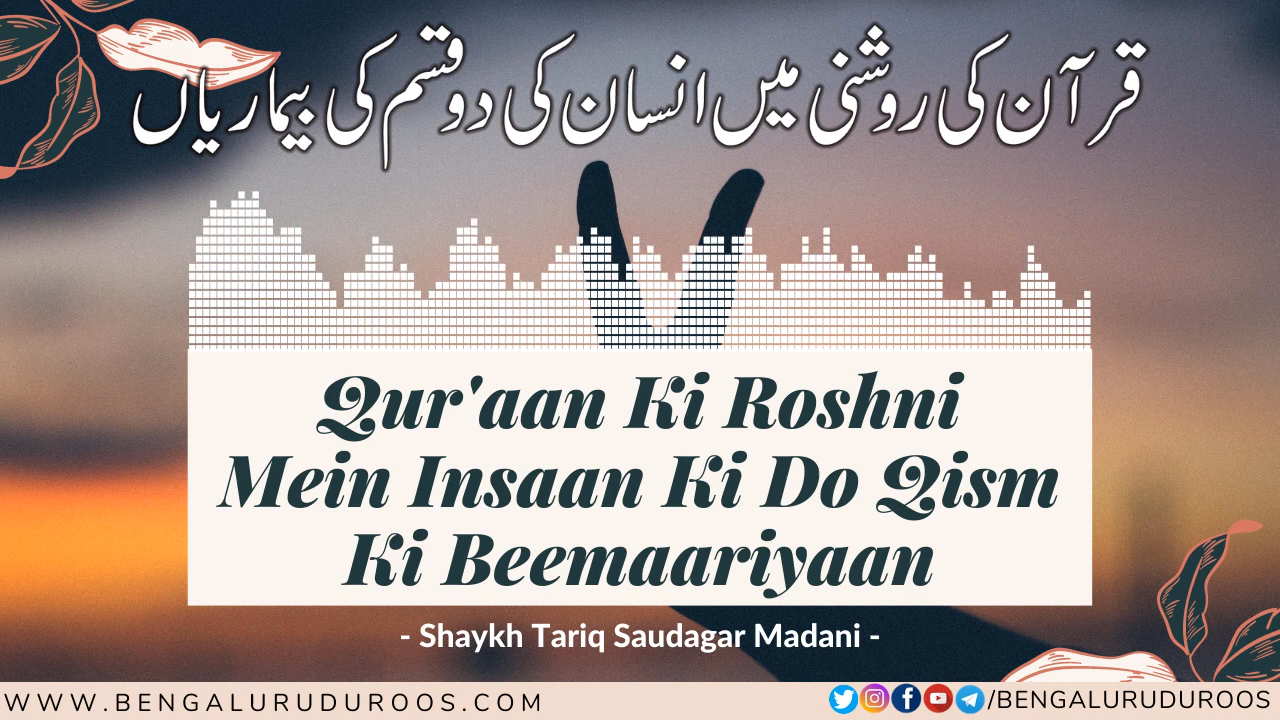 قرآن کی روشنی میں انسان کی دو قسم کی بیماریاں
Qur'aan Ki Roshni
Mein Insaan Ki Do Qism
Ki Beemaariyaan
- Shaykh Tariq Saudagar Madani -
WWW.BENGALURUDUROOS.COM
/BENGALURUDUROOS